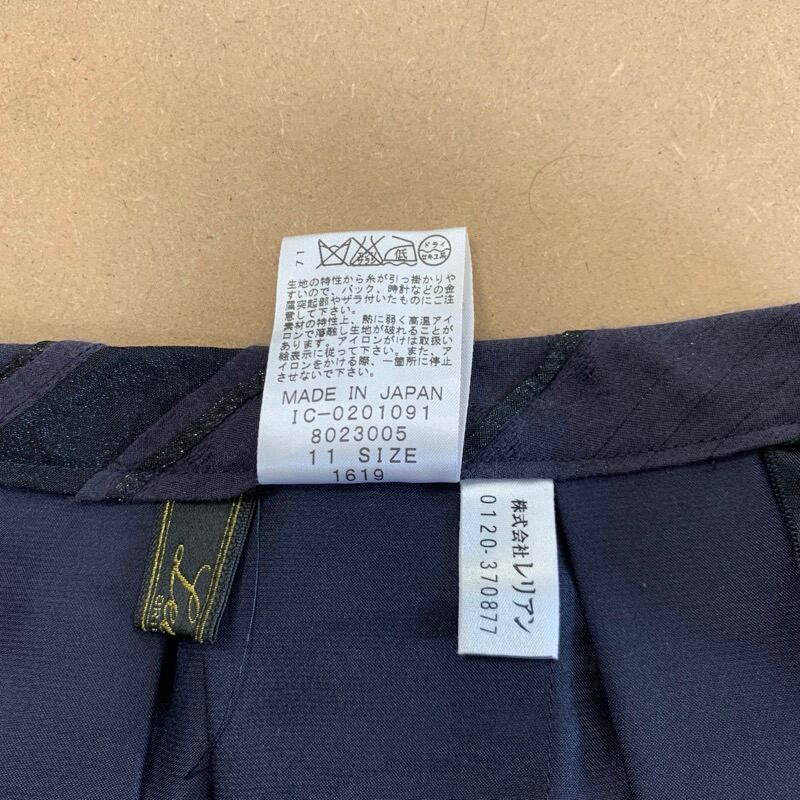 71
低
ドライ
セキユ系
生地の特性から糸が引っ掛かりや
すいので、バック、時計などの金
属突起部やザラ付いたものにご注
意して下さい。
素材の特性上、熱に弱く高温アイ
ロンで溶融し生地が破れることが
あります。アイロンがけは取扱い
絵表示に従って下さい。また、ア
イロンをかける際、一箇所に停止
させないで下さい。
MADE IN JAPAN
IC-0201091
8023005
11 SIZE
1619
株式会社レリアン
0120-370877